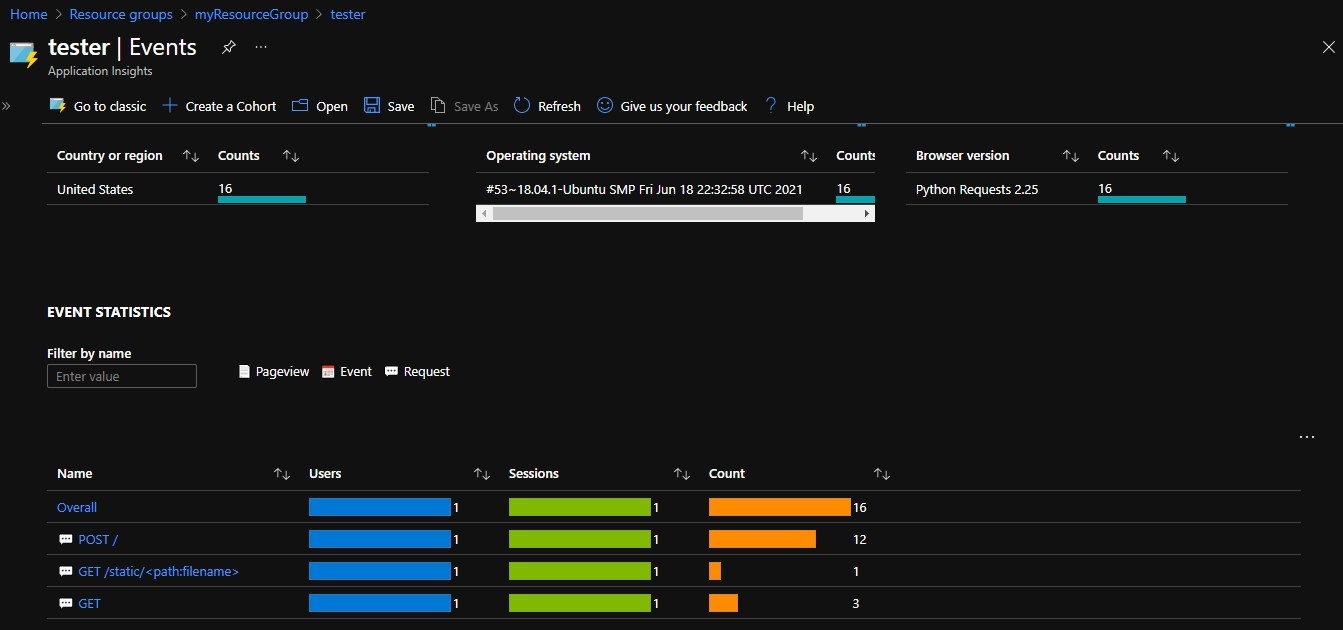 Home > Resource groups > myResourceGroup > tester
tester | Events
Application Insights
Go to classic Create a Cohort Open Save Save As Refresh Give us your feedback Help
Country or region Counts Operating system Counts Browser version Counts
United States 16 #53~18.04.1-Ubuntu SMP Fri Jun 18 22:32:58 UTC 2021 16 Python Requests 2.25 16
EVENT STATISTICS
Filter by name
Enter value Pageview Event Request
Name Users Sessions Count
Overall 1 1 16
POST / 1 1 12
GET /static/<path:filename> 1 1 1
GET 1 1 3